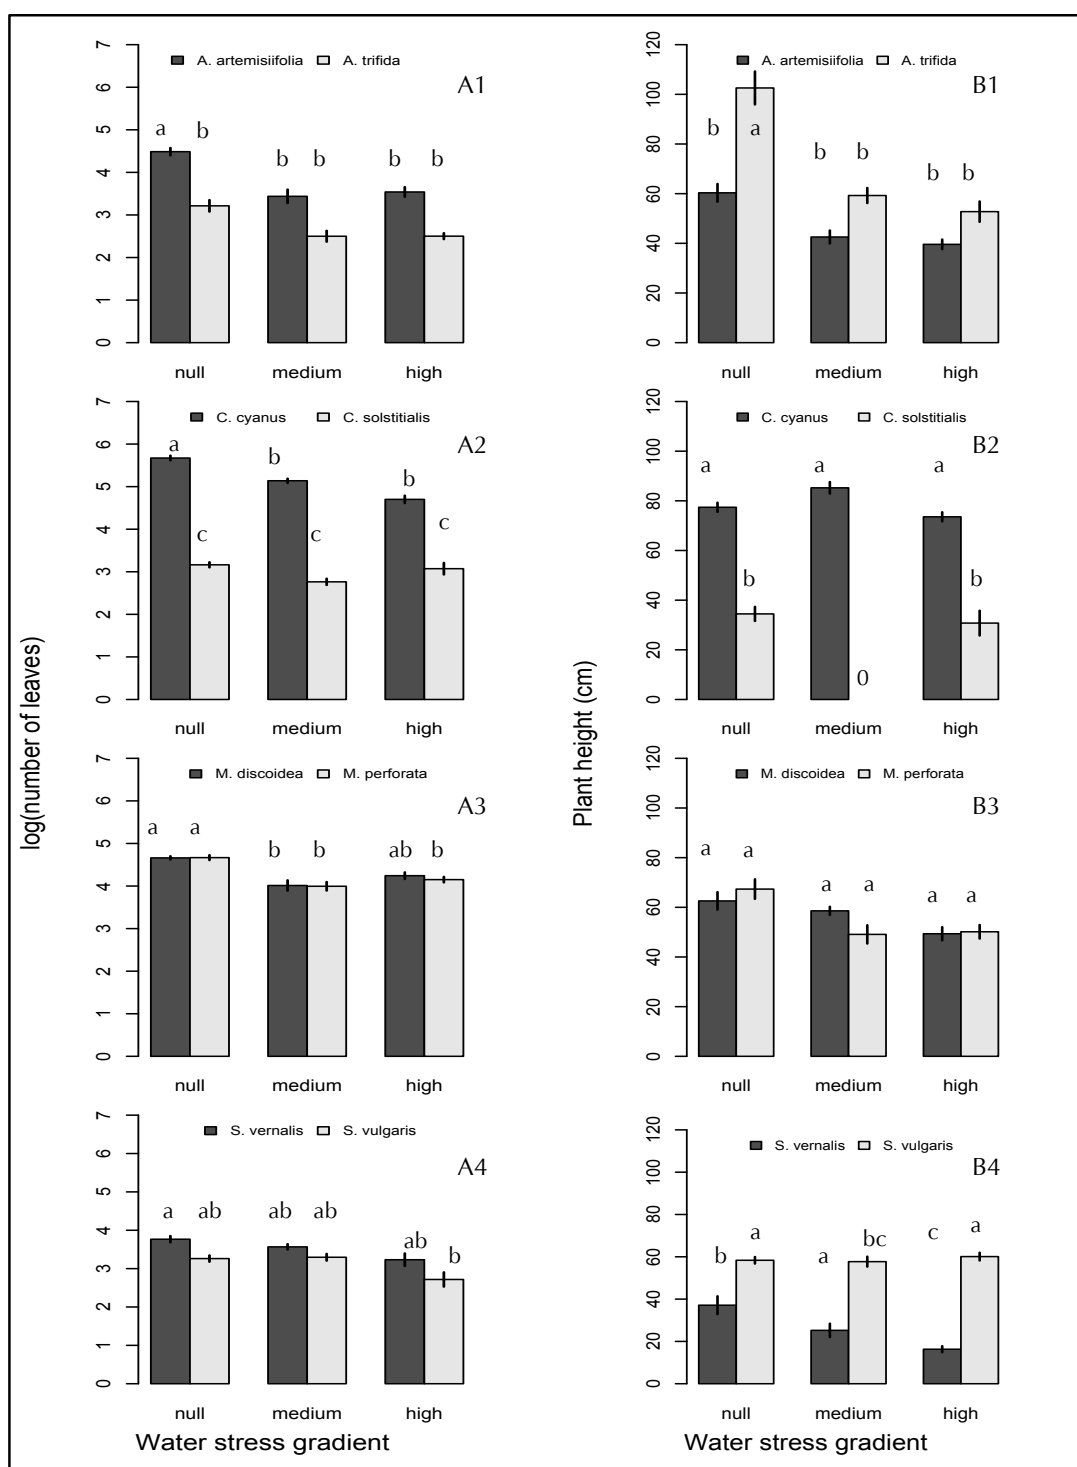 A. artemisiifolia A. trifida
A1
7
6
5
4
3
2
1
0
a b b b b b
null medium high
A. artemisiifolia A. trifida
B1
120
100
80
60
40
20
0
b a b b b b
null medium high
C. cyanus C. solstitialis
A2
7
6
5
4
3
2
1
0
a c b c b c
null medium high
C. cyanus C. solstitialis
B2
120
100
80
60
40
20
0
a b a 0 a b
null medium high
log(number of leaves)
Plant height (cm)
M. discoidea M. perforata
A3
7
6
5
4
3
2
1
0
a a b b ab b
null medium high
M. discoidea M. perforata
B3
120
100
80
60
40
20
0
a a a a a a
null medium high
S. vernalis S. vulgaris
A4
7
6
5
4
3
2
1
0
a ab ab ab ab b
null medium high
Water stress gradient
S. vernalis S. vulgaris
B4
120
100
80
60
40
20
0
b a a bc c a
null medium high
Water stress gradient